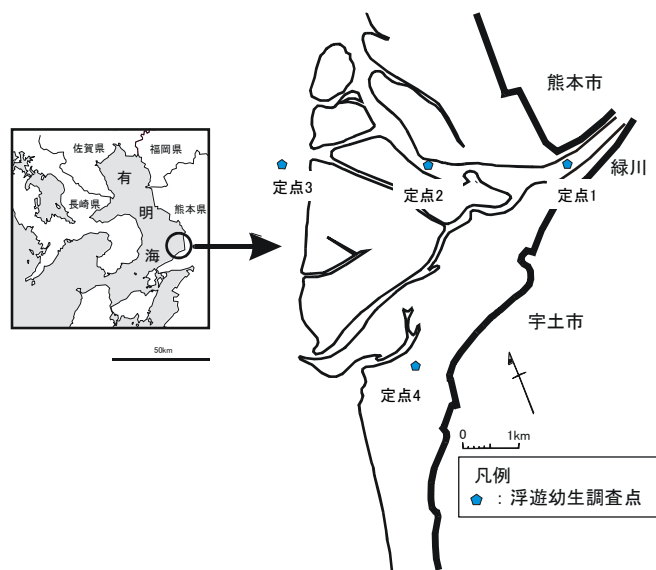 佐賀県
福岡県
有
明
海
長崎県
熊本県
50km
熊本市
緑川
定点1
定点2
定点3
宇土市
定点4
0 1km
凡例
：浮遊幼生調査点